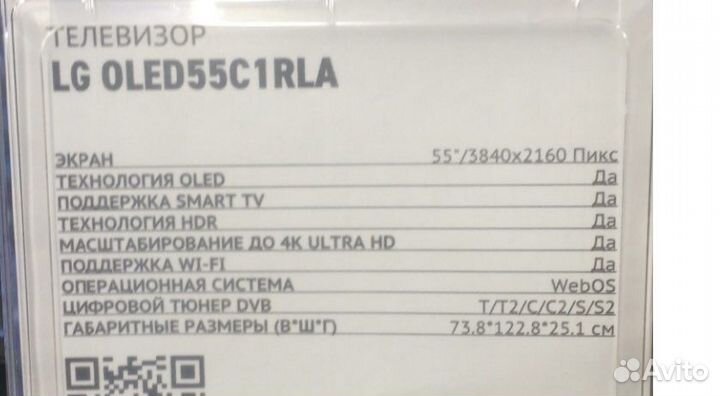 ТЕЛЕВИЗОР
LG OLED55C1RLA
ЭКРАН 55"/3840x2160 Пикс
ТЕХНОЛОГИЯ OLED Да
ПОДДЕРЖКА SMART TV Да
ТЕХНОЛОГИЯ HDR Да
МАСШТАБИРОВАНИЕ ДО 4K ULTRA HD Да
ПОДДЕРЖКА WI-FI Да
ОПЕРАЦИОННАЯ СИСТЕМА WebOS
ЦИФРОВОЙ ТЮНЕР DVB T/T2/C/C2/S/S2
ГАБАРИТНЫЕ РАЗМЕРЫ (В*Ш*Г) 73.8*122.8*25.1 см
Avito